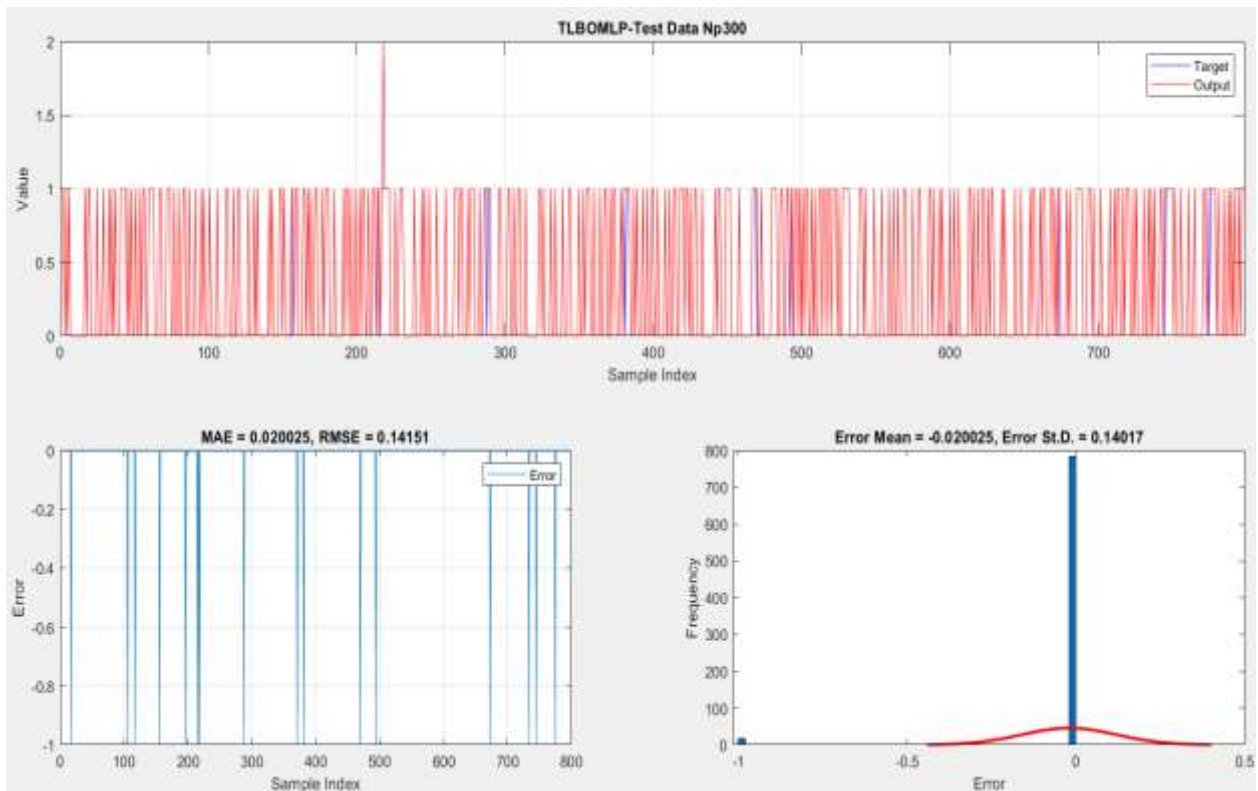 TLBOMLP-Test Data Np300
2
1.5
1
0.5
0
Value
Target
Output
0 100 200 300 400 500 600 700
Sample Index
MAE = 0.020025, RMSE = 0.14151
0
-0.2
-0.4
-0.6
-0.8
-1
Error
Error
0 100 200 300 400 500 600 700 800
Sample Index
Error Mean = -0.020025, Error St.D. = 0.14017
800
700
600
500
400
300
200
100
0
Frequency
-1 -0.5 0 0.5
Error